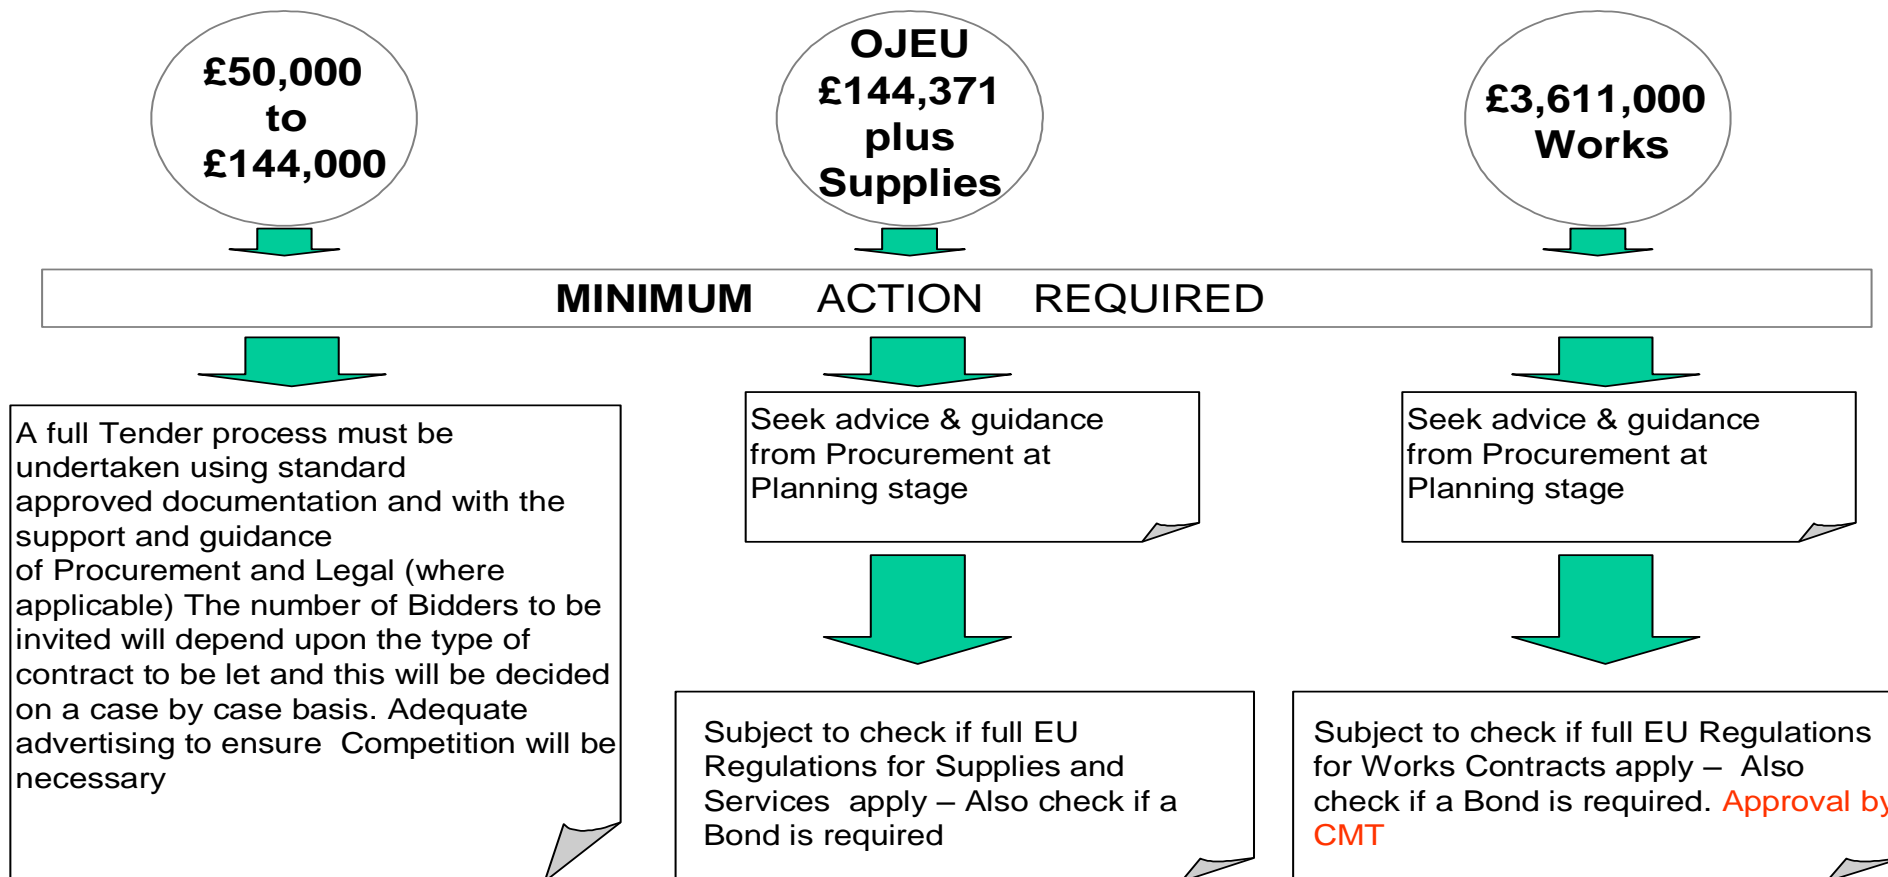 £50,000
to
£144,000
OJEU
£144,371
plus
Supplies
£3,611,000
Works
MINIMUM ACTION REQUIRED
A full Tender process must be
undertaken using standard
approved documentation and with the
support and guidance
of Procurement and Legal (where
applicable) The number of Bidders to be
invited will depend upon the type of
contract to be let and this will be decided
on a case by case basis. Adequate
advertising to ensure Competition will be
necessary
Seek advice & guidance
from Procurement at
Planning stage
Subject to check if full EU
Regulations for Supplies and
Services apply – Also check if a
Bond is required
Seek advice & guidance
from Procurement at
Planning stage
Subject to check if full EU Regulations
for Works Contracts apply – Also
check if a Bond is required. Approval by
CMT